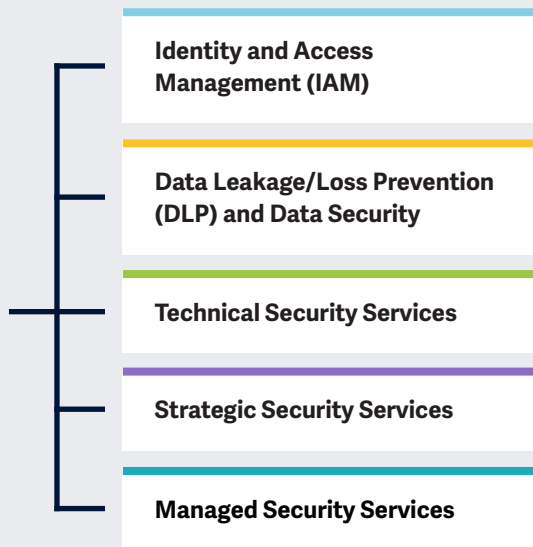 Identity and Access
Management (IAM)
Data Leakage/Loss Prevention
(DLP) and Data Security
Technical Security Services
Strategic Security Services
Managed Security Services